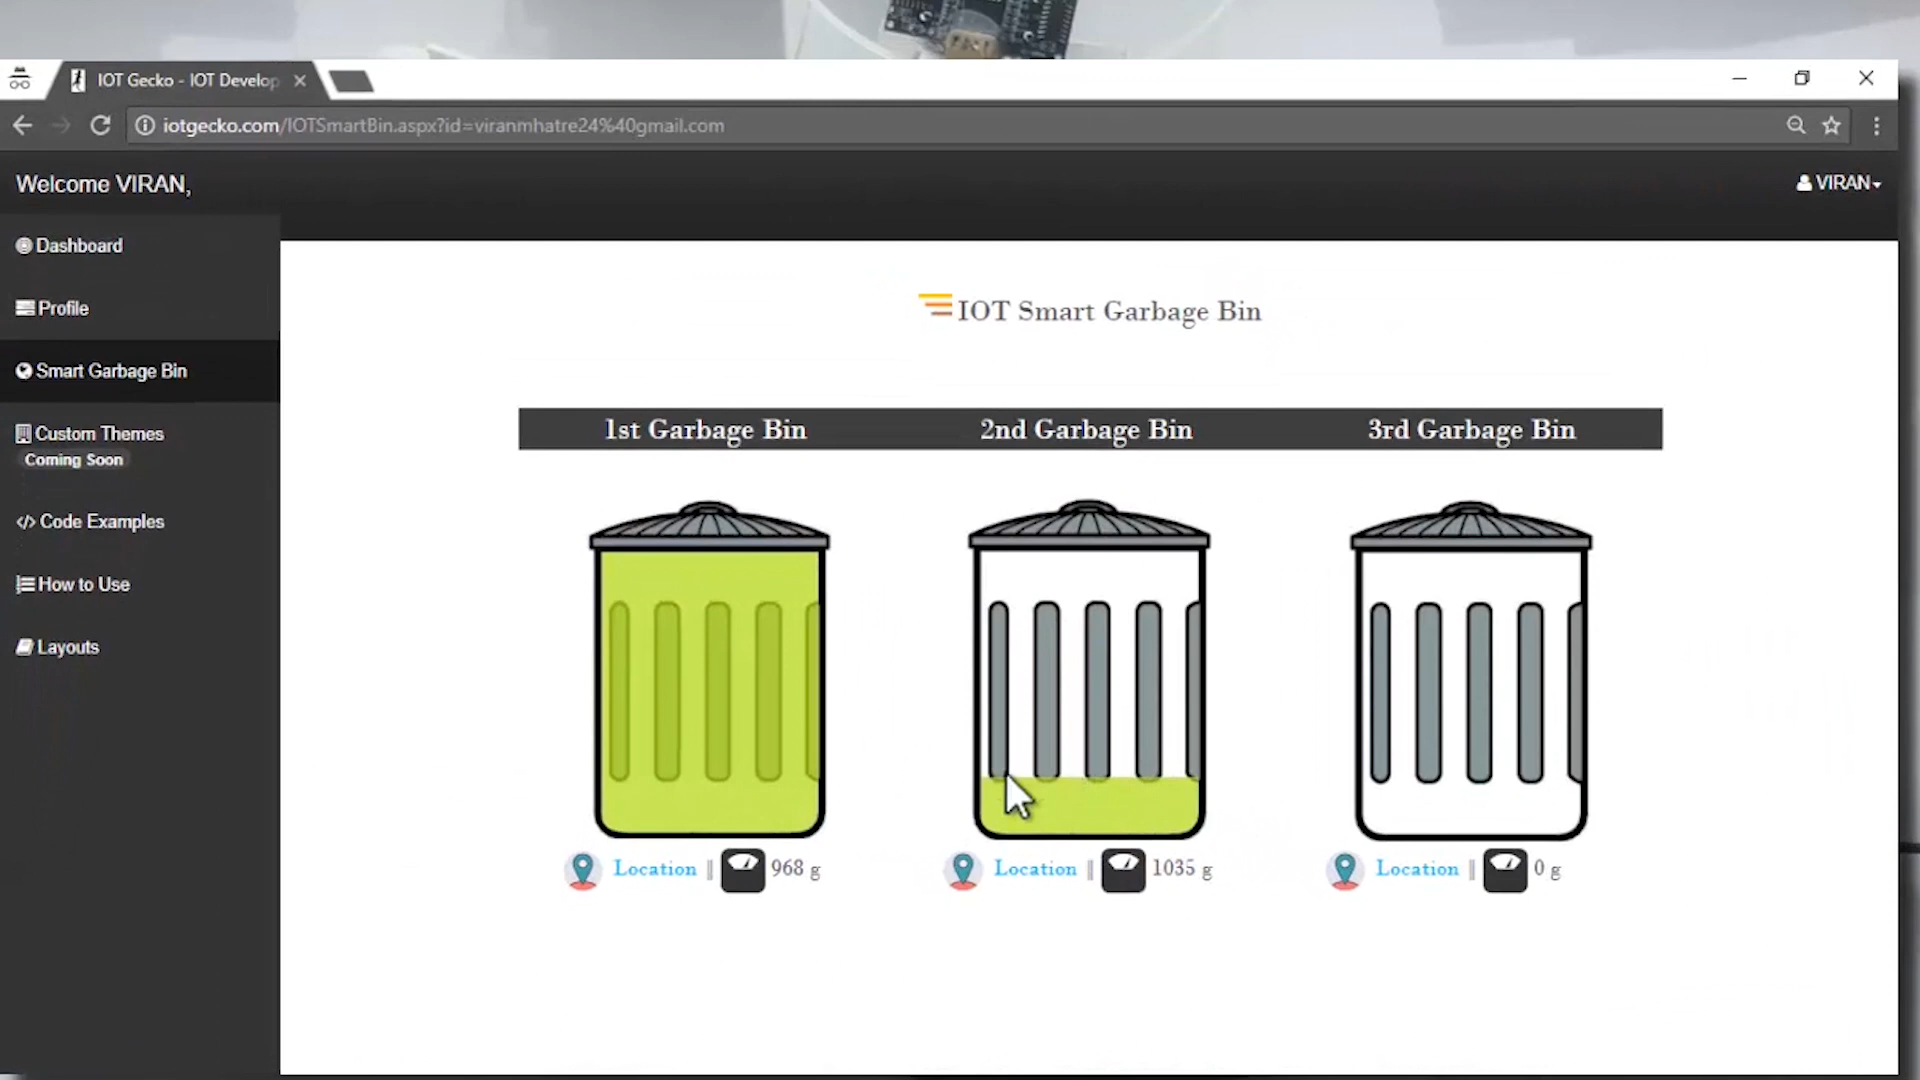 IOT Gecko - IOT Develop
iotgecko.com/IOTSmartBin.aspx?id=viranmhatre24%40gmail.com
Welcome VIRAN,
VIRAN
Dashboard
Profile
Smart Garbage Bin
Custom Themes
Coming Soon
</> Code Examples
How to Use
Layouts
IOT Smart Garbage Bin
1st Garbage Bin 2nd Garbage Bin 3rd Garbage Bin
Location || 968 g Location || 1035 g Location || 0 g